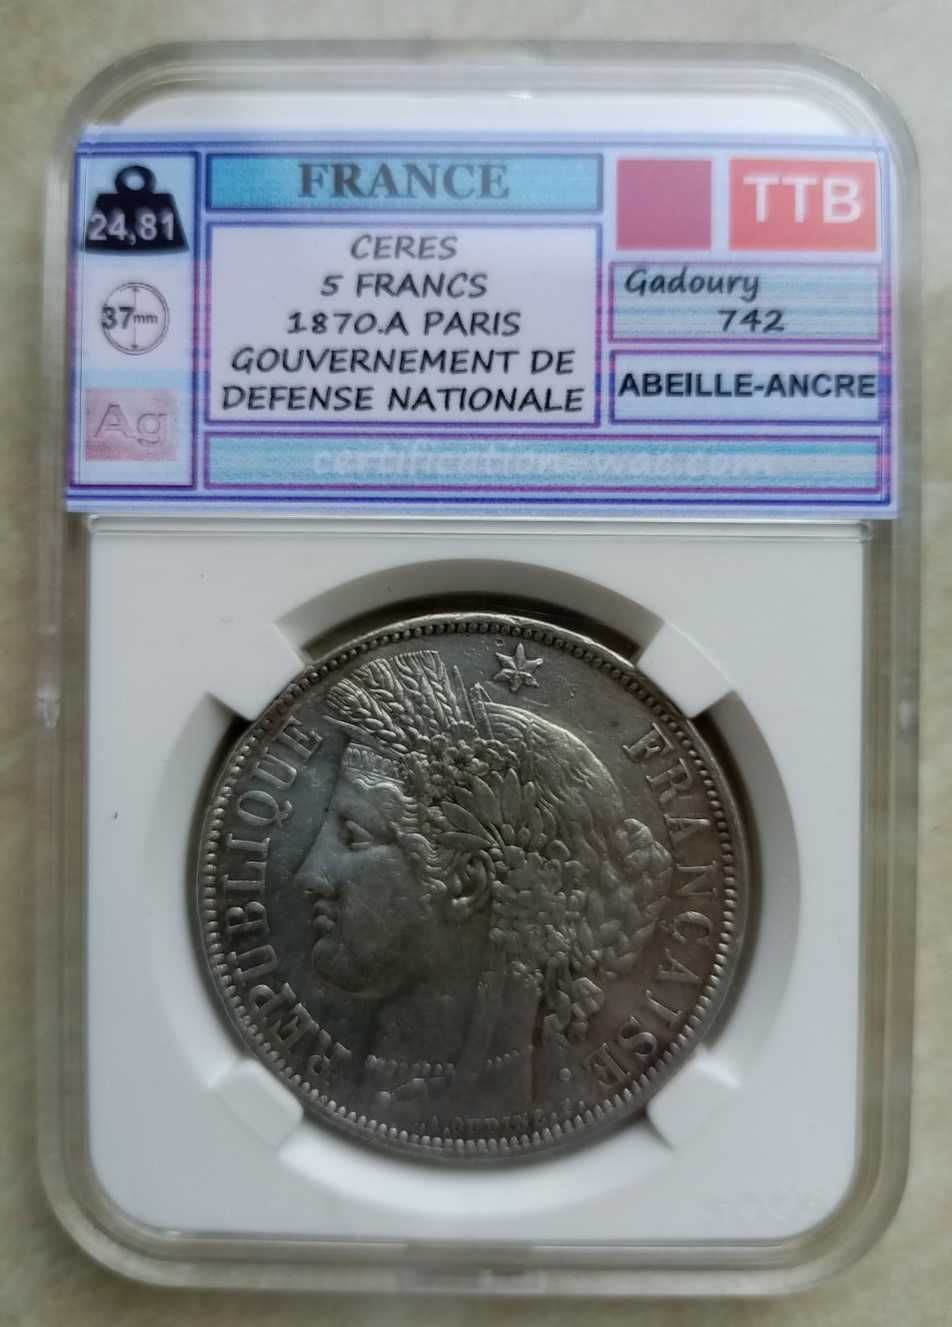 24,81
37mm
Ag
FRANCE
CERES
5 FRANCS
1870.A PARIS
GOUVERNEMENT DE
DEFENSE NATIONALE
TTB
Gadoury
742
ABEILLE-ANCRE
REPUBLIQUE
FRANÇAISE
.A.OUDINE.F.